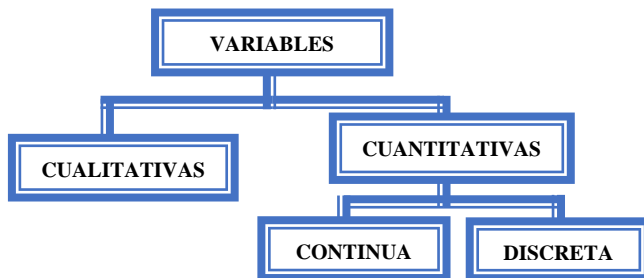 VARIABLES
CUALITATIVAS
CUANTITATIVAS
CONTINUA
DISCRETA